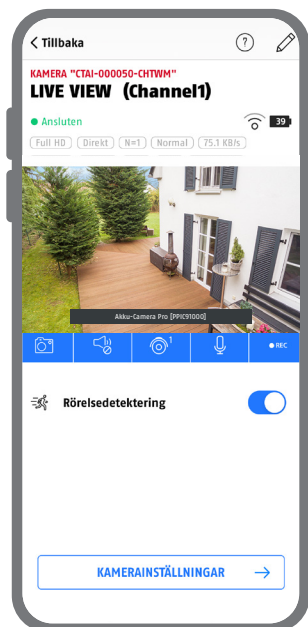 Tillbaka ?
KAMERA "CTAI-000050-CHTWM"
LIVE VIEW (Channel1)
Ansluten 39
Full HD Direkt N=1 Normal 75.1 KB/s
Akku-Camera Pro [PPIC91000]
1 REC
Rörelsedetektering
KAMERAINSTÄLLNINGAR